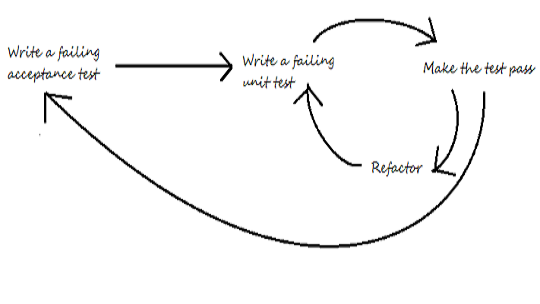 Write a failing
acceptance test
Write a failing
unit test
Make the test pass
Refactor